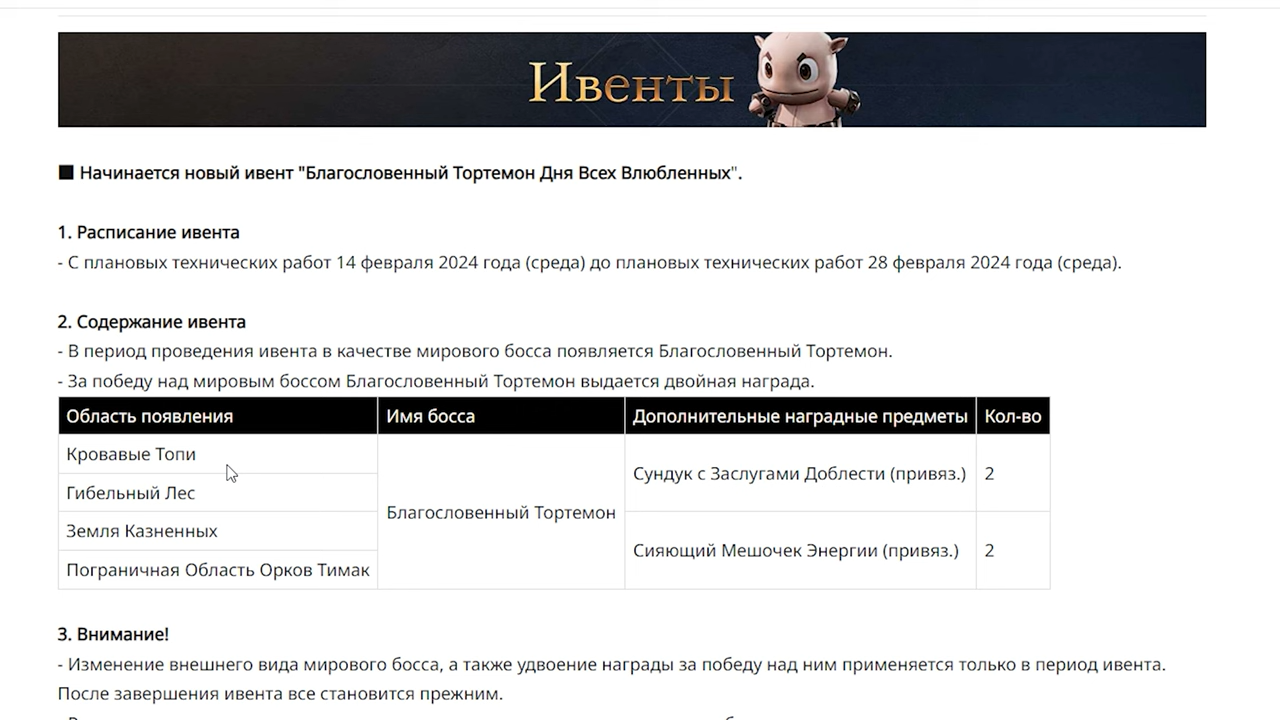 Ивенты
Начинается новый ивент "Благословенный Тортемон Дня Всех Влюбленных".
1. Расписание ивента
- С плановых технических работ 14 февраля 2024 года (среда) до плановых технических работ 28 февраля 2024 года (среда).
2. Содержание ивента
- В период проведения ивента в качестве мирового босса появляется Благословенный Тортемон.
- За победу над мировым боссом Благословенный Тортемон выдается двойная награда.
Область появления Имя босса Дополнительные наградные предметы Кол-во
Кровавые Топи
Гибельный Лес
Земля Казненных
Пограничная Область Орков Тимак
Благословенный Тортемон
Сундук с Заслугами Доблести (привяз.) 2
Сияющий Мешочек Энергии (привяз.) 2
3. Внимание!
- Изменение внешнего вида мирового босса, а также удвоение награды за победу над ним применяется только в период ивента.
После завершения ивента все становится прежним.